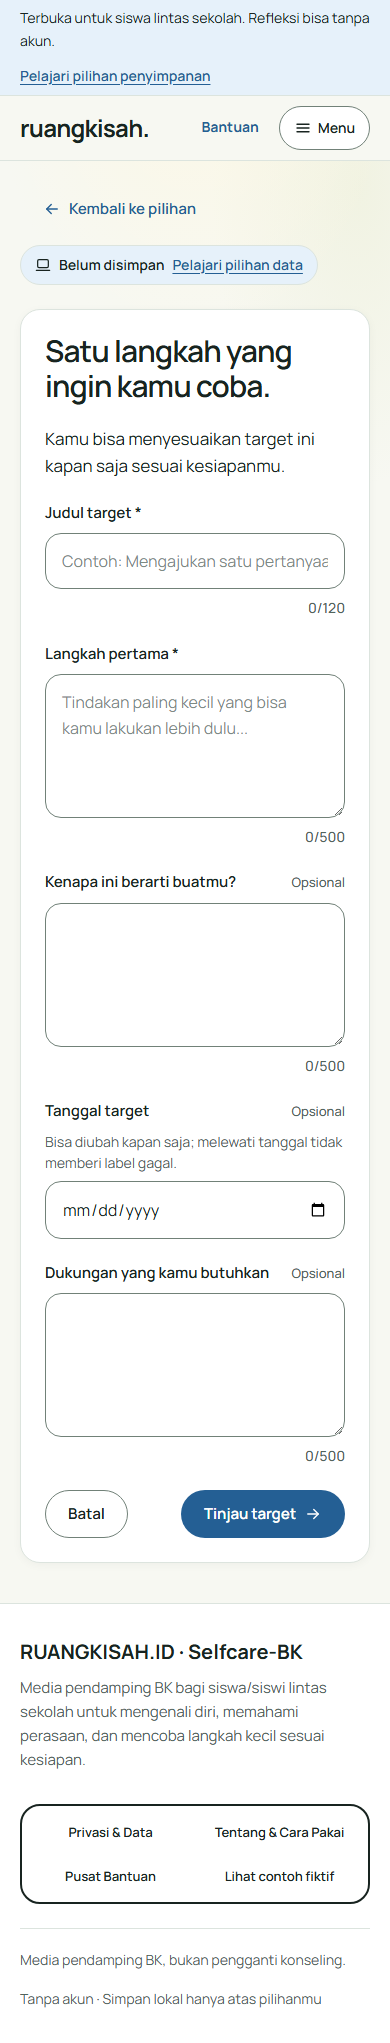 Terbuka untuk siswa lintas sekolah. Refleksi bisa tanpa
akun.
Pelajari pilihan penyimpanan
ruangkisah.
Bantuan
Menu
Kembali ke pilihan
Belum disimpan Pelajari pilihan data
Satu langkah yang
ingin kamu coba.
Kamu bisa menyesuaikan target ini
kapan saja sesuai kesiapanmu.
Judul target *
Contoh: Mengajukan satu pertanyaa
0/120
Langkah pertama *
Tindakan paling kecil yang bisa
kamu lakukan lebih dulu...
0/500
Kenapa ini berarti buatmu? Opsional
0/500
Tanggal target Opsional
Bisa diubah kapan saja; melewati tanggal tidak
memberi label gagal.
mm/dd/yyyy
Dukungan yang kamu butuhkan Opsional
0/500
Batal
Tinjau target
RUANGKISAH.ID · Selfcare-BK
Media pendamping BK bagi siswa/siswi lintas
sekolah untuk mengenali diri, memahami
perasaan, dan mencoba langkah kecil sesuai
kesiapan.
Privasi & Data Tentang & Cara Pakai
Pusat Bantuan Lihat contoh fiktif
Media pendamping BK, bukan pengganti konseling.
Tanpa akun · Simpan lokal hanya atas pilihanmu